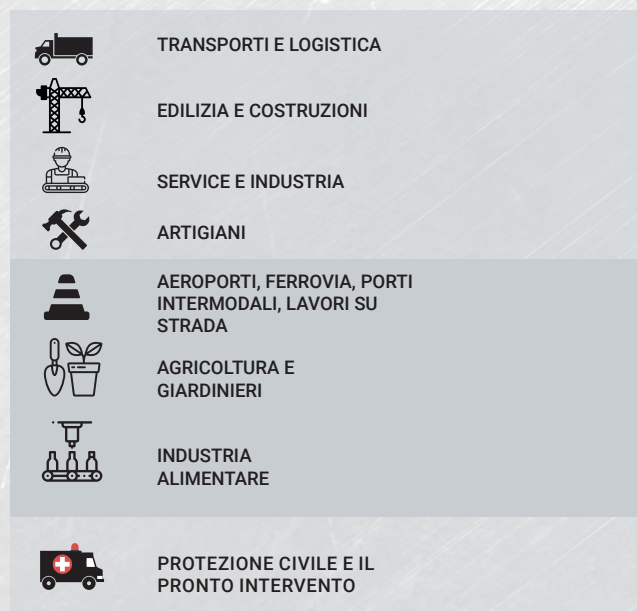 TRANSPORTI E LOGISTICA
EDILIZIA E COSTRUZIONI
SERVICE E INDUSTRIA
ARTIGIANI
AEROPORTI, FERROVIA, PORTI
INTERMODALI, LAVORI SU
STRADA
AGRICOLTURA E
GIARDINIERI
INDUSTRIA
ALIMENTARE
PROTEZIONE CIVILE E IL
PRONTO INTERVENTO